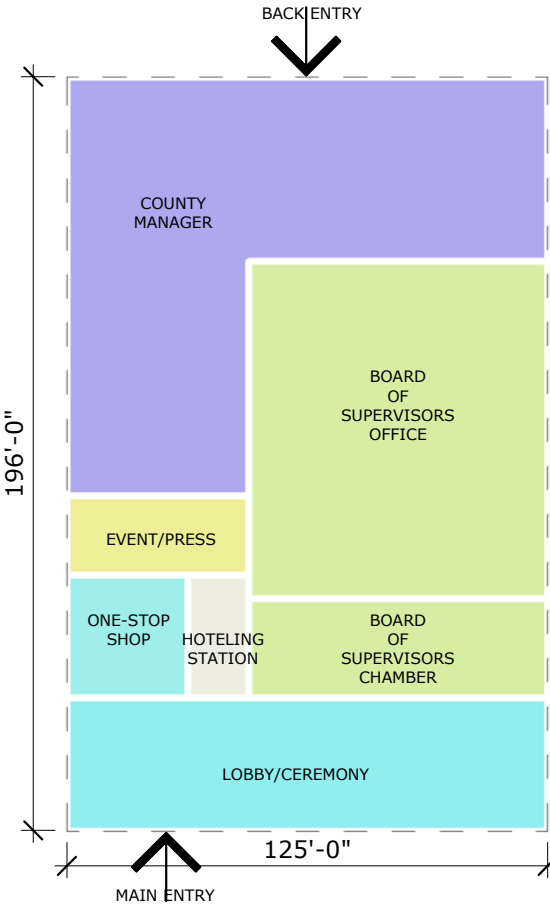 BACK ENTRY
COUNTY
MANAGER
BOARD
OF
SUPERVISORS
OFFICE
196'-0"
EVENT/PRESS
ONE-STOP
SHOP
HOTELING
STATION
BOARD
OF
SUPERVISORS
CHAMBER
LOBBY/CEREMONY
125'-0"
MAIN ENTRY